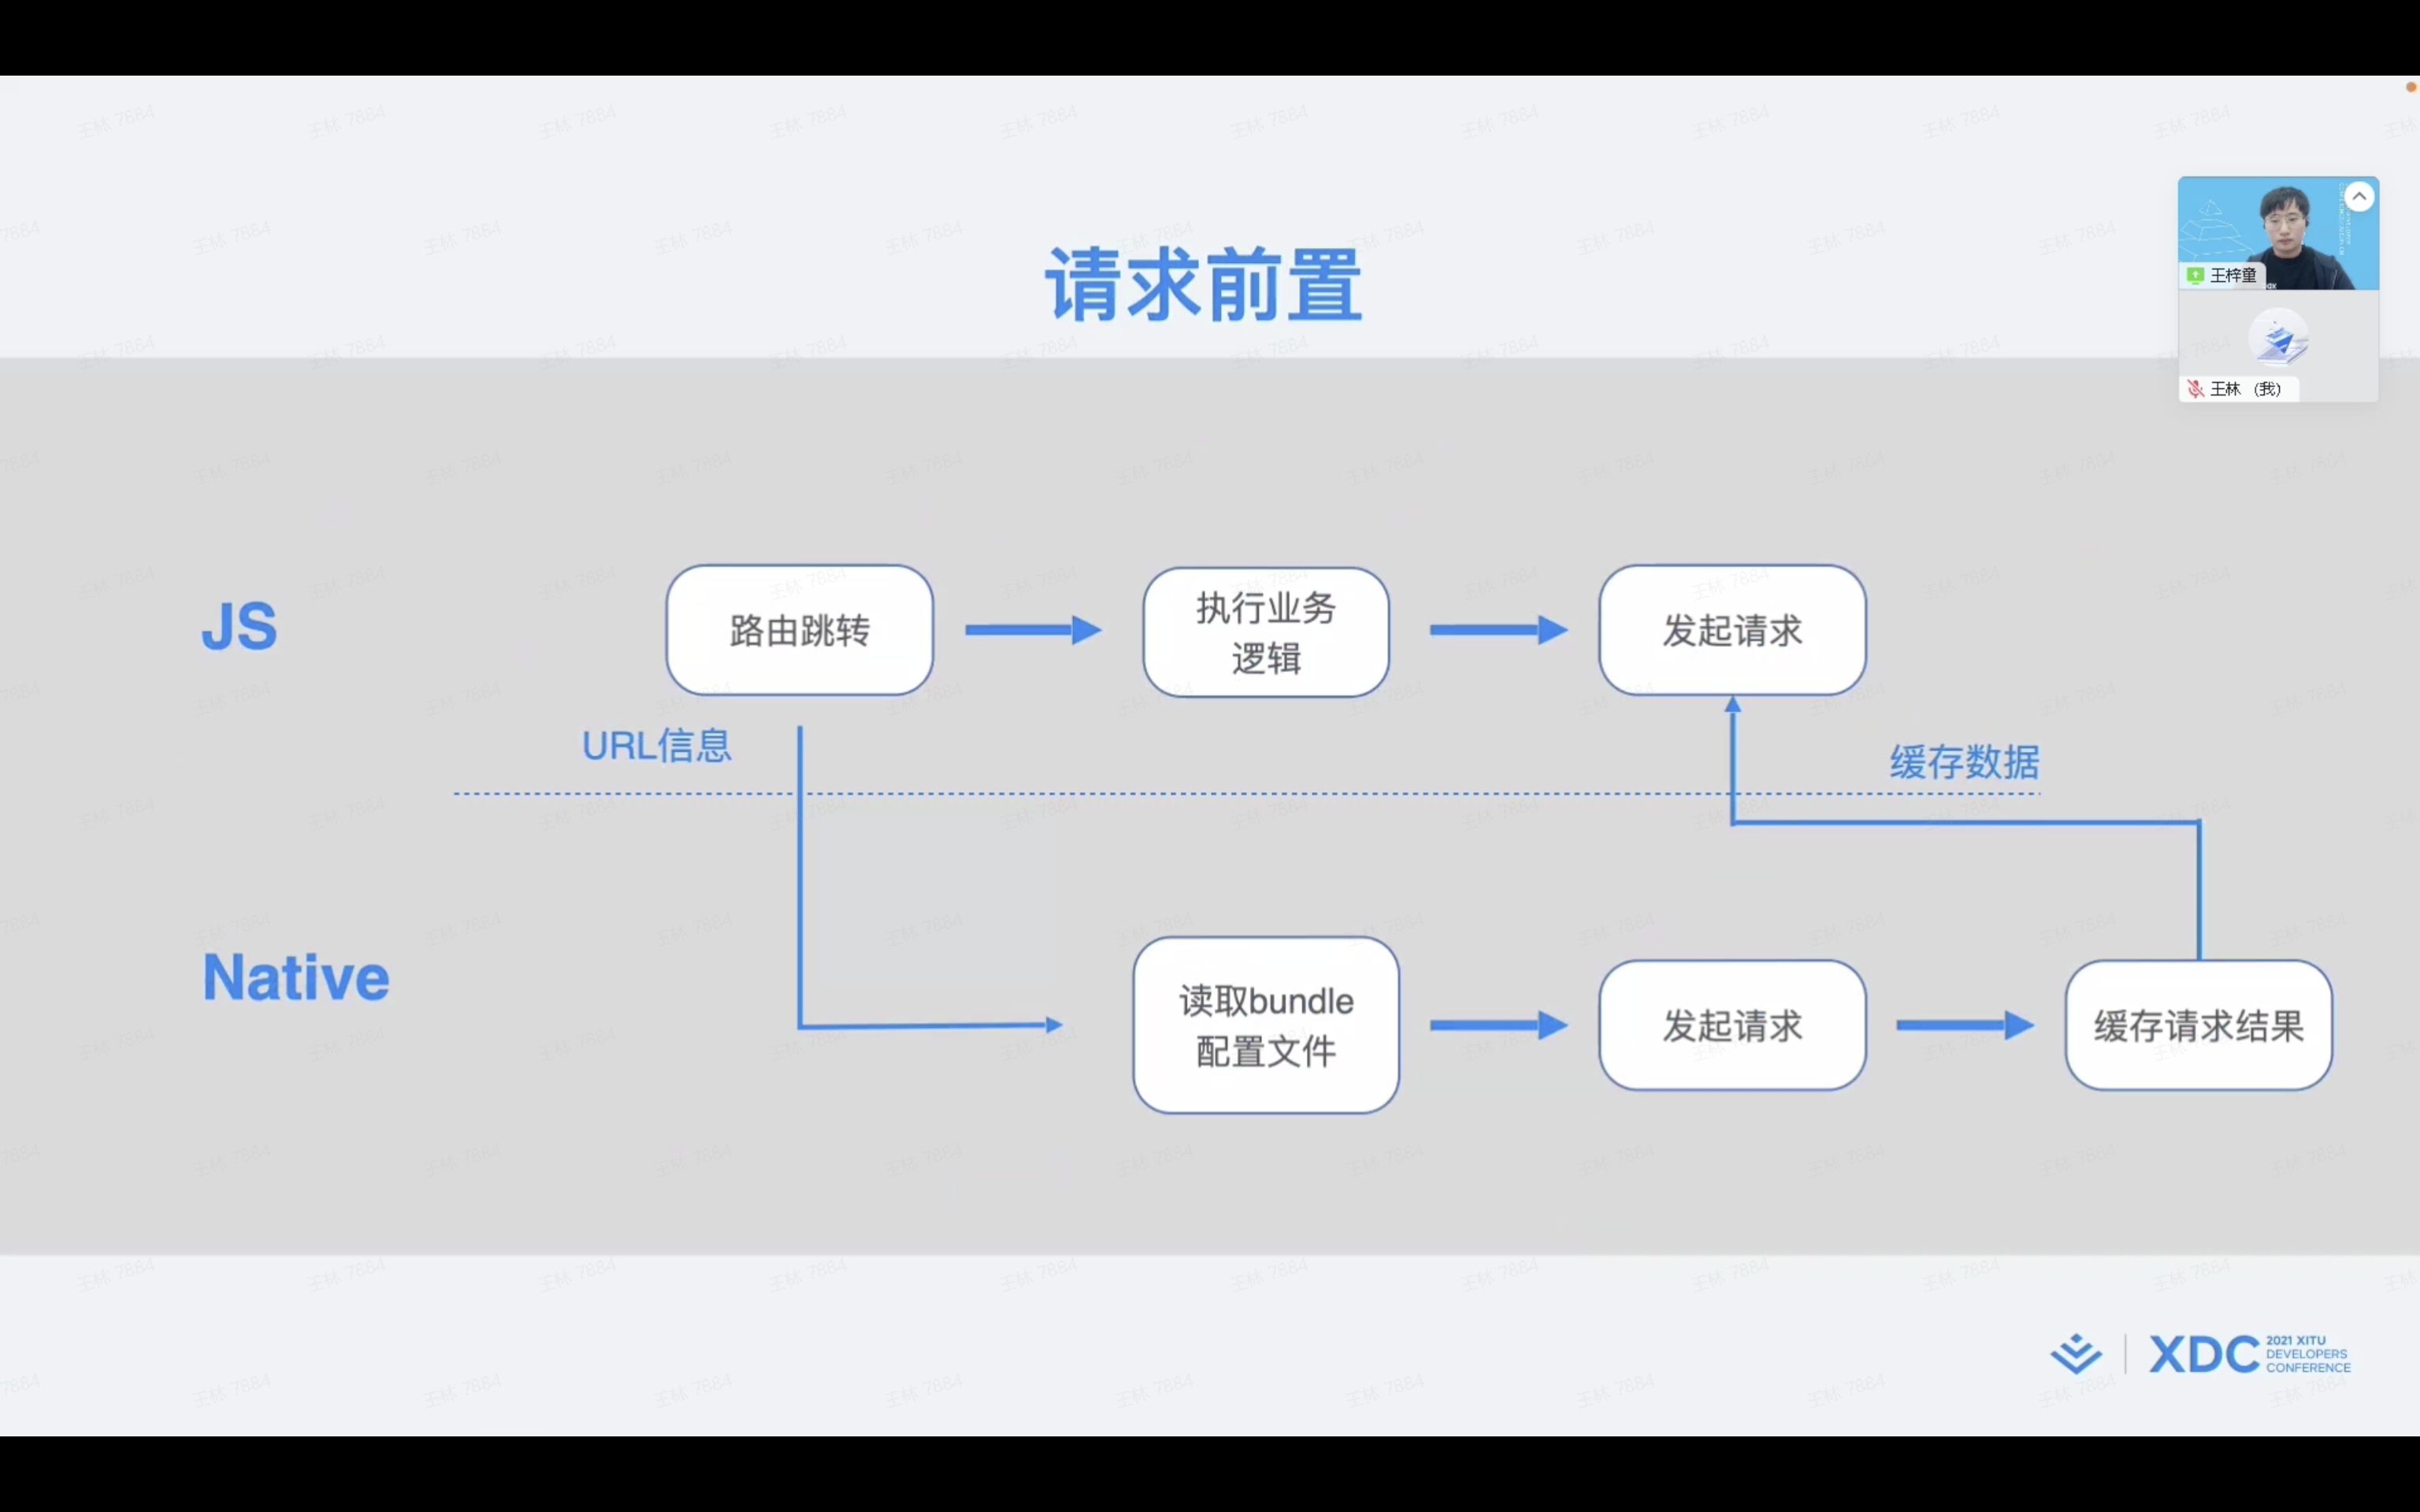 请求前置
王梓童
王林 (我)
JS
路由跳转
执行业务
逻辑
发起请求
URL信息
缓存数据
Native
读取bundle
配置文件
发起请求
缓存请求结果
XDC
2021 XITU
DEVELOPERS
CONFERENCE
王林 7884